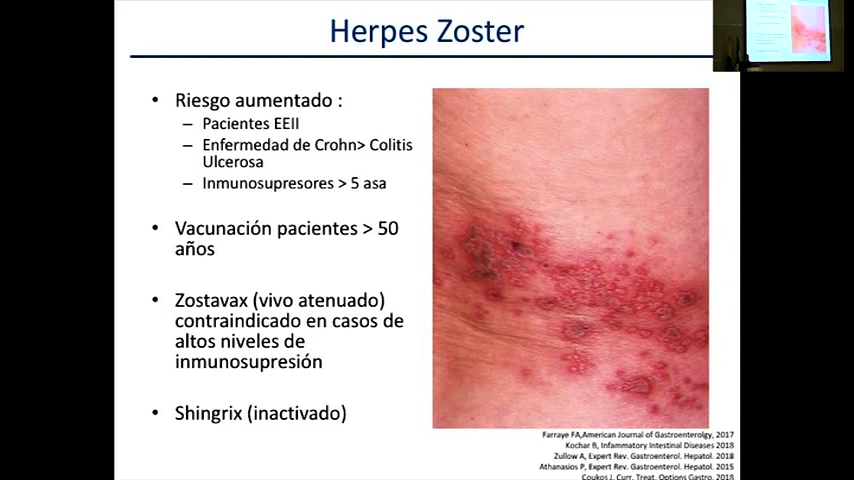 Herpes Zoster
• Riesgo aumentado :
– Pacientes EEII
– Enfermedad de Crohn> Colitis
Ulcerosa
– Inmunosupresores > 5 asa
• Vacunación pacientes > 50
años
• Zostavax (vivo atenuado)
contraindicado en casos de
altos niveles de
inmunosupresión
• Shingrix (inactivado)
Farraye FA,American Journal of Gastroenterolgy, 2017
Kochar B, Infammatory Intestinal Diseases 2018
Zullow A, Expert Rev. Gastroenterol. Hepatol. 2018
Athanasios P, Expert Rev. Gastroenterol. Hepatol. 2015
Coukos J, Curr. Treat. Options Gastro. 2018